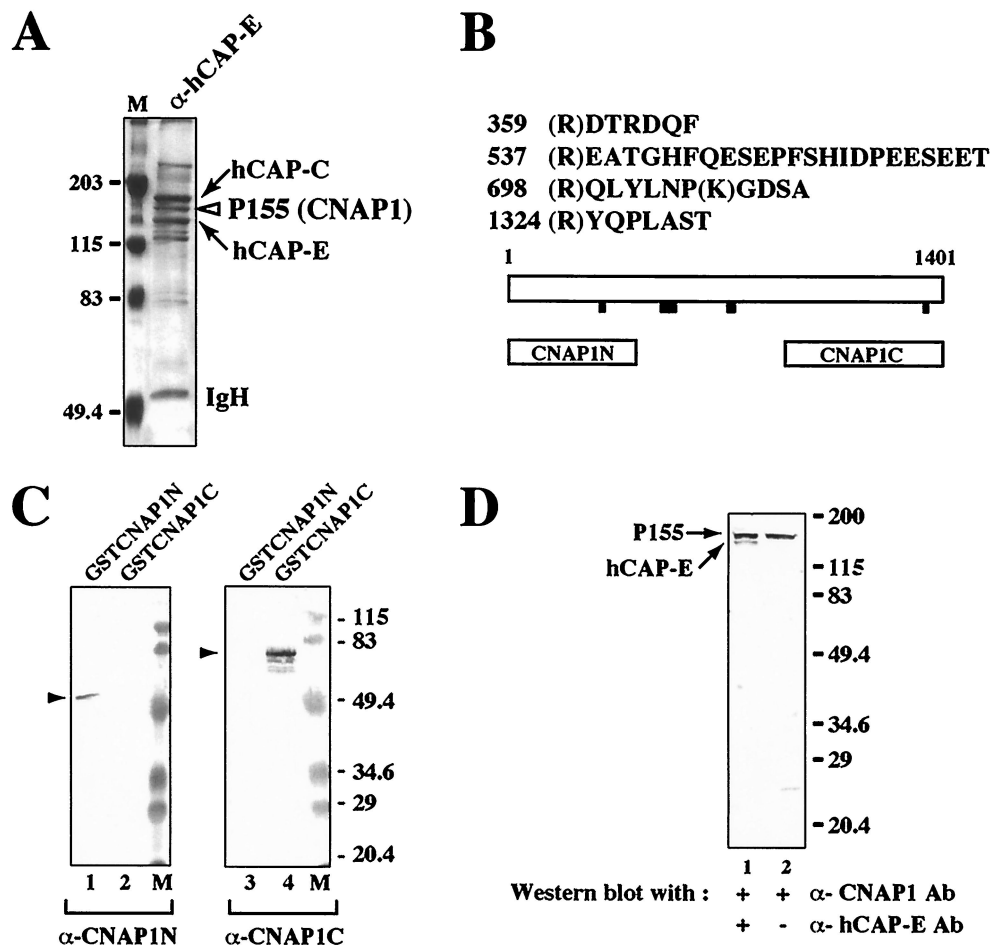 A
M
α-hCAP-E
203
115
83
49.4
hCAP-C
P155 (CNAP1)
hCAP-E
IgH
B
359 (R)DTRDQF
537 (R)EATGHFQESEPFSHIDPEESEET
698 (R)QLYLNP(K)GDSA
1324 (R)YQPLAST
1 1401
CNAP1N CNAP1C
C
GSTCNAP1N
GSTCNAP1C
GSTCNAP1N
GSTCNAP1C
- 115
- 83
- 49.4
- 34.6
- 29
- 20.4
1 2 M 3 4 M
α-CNAP1N α-CNAP1C
D
P155
hCAP-E
200
115
83
49.4
34.6
29
20.4
1 2
Western blot with : + + α- CNAP1 Ab
+ - α- hCAP-E Ab